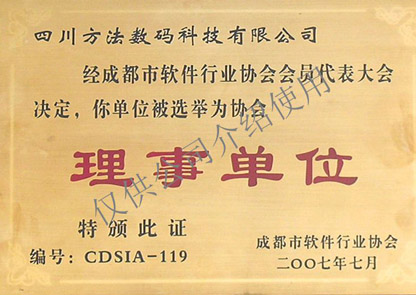 四川方法数码科技有限公司
经成都市软件行业协会会员代表大会
决定，你单位被选举为协会
理事单位
特颁此证
编号：CDSIA-119
成都市软件行业协会
二〇〇七年七月
仅供公司介绍使用